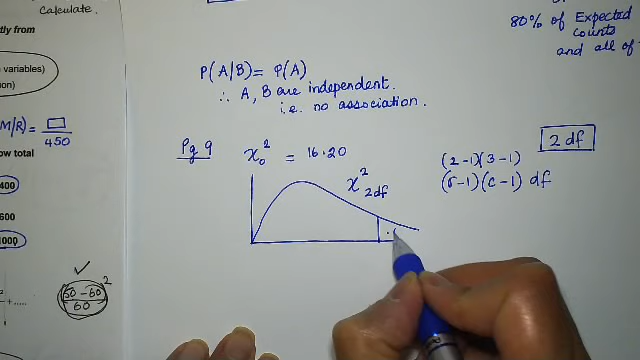 Calculate.
tly from
e variables)
ion)
M/R) = □ / 450
ow total
400
600
1000
✓
(60 - 60)² / 60
+.....
80% of Expected
counts
and all of
P(A/B) = P(A)
∴ A, B are independent.
i.e. no association.
Pg 9
χ₀² = 16.20
χ²
2df
2 df
(2-1)(3-1)
(r-1)(c-1) df